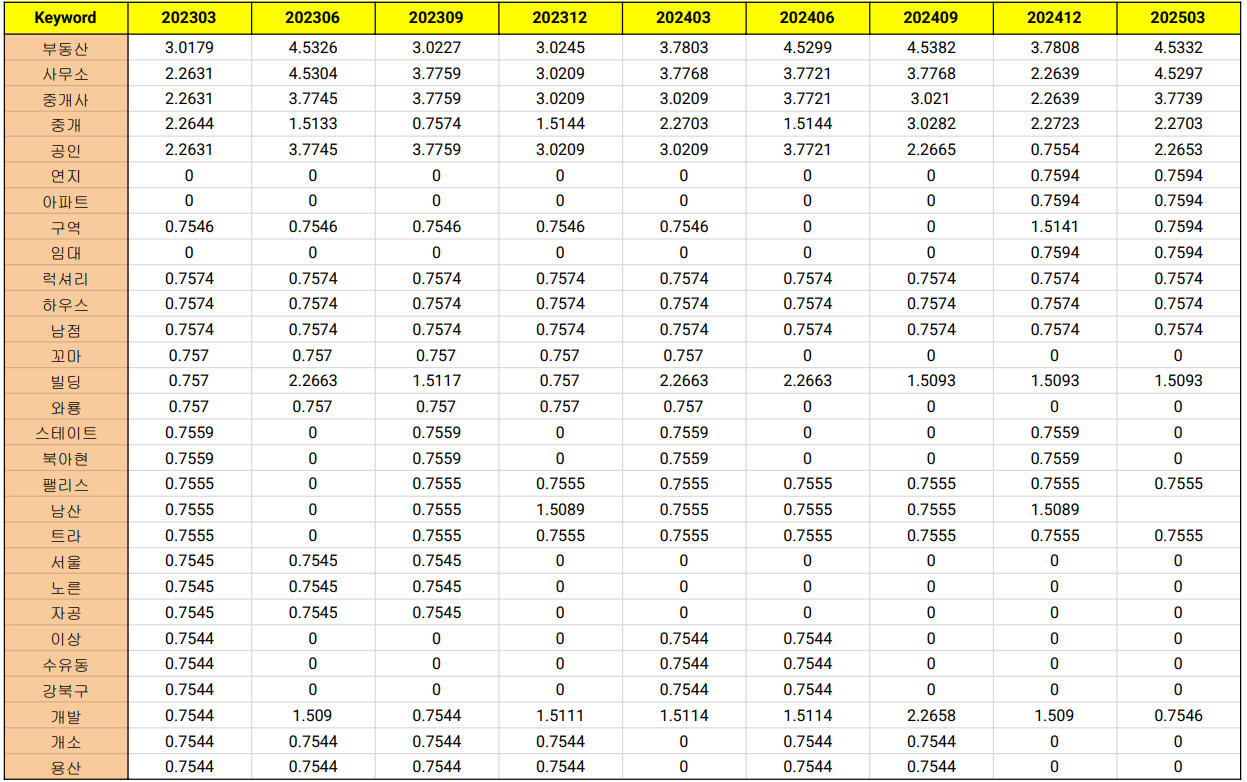 Keyword 202303 202306 202309 202312 202403 202406 202409 202412 202503
부동산 3.0179 4.5326 3.0227 3.0245 3.7803 4.5299 4.5382 3.7808 4.5332
사무소 2.2631 4.5304 3.7759 3.0209 3.7768 3.7721 3.7768 2.2639 4.5297
중개사 2.2631 3.7745 3.7759 3.0209 3.0209 3.7721 3.021 2.2639 3.7739
중개 2.2644 1.5133 0.7574 1.5144 2.2703 1.5144 3.0282 2.2723 2.2703
공인 2.2631 3.7745 3.7759 3.0209 3.0209 3.7721 2.2665 0.7554 2.2653
연지 0 0 0 0 0 0 0 0.7594 0.7594
아파트 0 0 0 0 0 0 0 0.7594 0.7594
구역 0.7546 0.7546 0.7546 0.7546 0.7546 0 0 1.5141 0.7594
임대 0 0 0 0 0 0 0 0.7594 0.7594
럭셔리 0.7574 0.7574 0.7574 0.7574 0.7574 0.7574 0.7574 0.7574 0.7574
하우스 0.7574 0.7574 0.7574 0.7574 0.7574 0.7574 0.7574 0.7574 0.7574
남점 0.7574 0.7574 0.7574 0.7574 0.7574 0.7574 0.7574 0.7574 0.7574
꼬마 0.757 0.757 0.757 0.757 0.757 0 0 0 0
빌딩 0.757 2.2663 1.5117 0.757 2.2663 2.2663 1.5093 1.5093 1.5093
와룡 0.757 0.757 0.757 0.757 0.757 0 0 0 0
스테이트 0.7559 0 0.7559 0 0.7559 0 0 0.7559 0
북아현 0.7559 0 0.7559 0 0.7559 0 0 0.7559 0
팰리스 0.7555 0 0.7555 0.7555 0.7555 0.7555 0.7555 0.7555 0.7555
남산 0.7555 0 0.7555 1.5089 0.7555 0.7555 0.7555 1.5089
트라 0.7555 0 0.7555 0.7555 0.7555 0.7555 0.7555 0.7555 0.7555
서울 0.7545 0.7545 0.7545 0 0 0 0 0 0
노른 0.7545 0.7545 0.7545 0 0 0 0 0 0
자공 0.7545 0.7545 0.7545 0 0 0 0 0 0
이상 0.7544 0 0 0 0.7544 0.7544 0 0 0
수유동 0.7544 0 0 0 0.7544 0.7544 0 0 0
강북구 0.7544 0 0 0 0.7544 0.7544 0 0 0
개발 0.7544 1.509 0.7544 1.5111 1.5114 1.5114 2.2658 1.509 0.7546
개소 0.7544 0.7544 0.7544 0.7544 0 0.7544 0.7544 0 0
용산 0.7544 0.7544 0.7544 0.7544 0 0.7544 0.7544 0 0